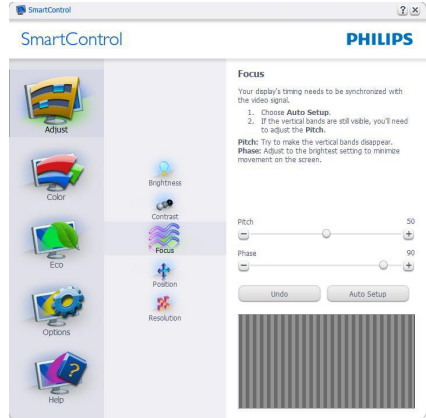 SmartControl
SmartControl
PHILIPS
Adjust
Color
Eco
Options
Help
Brightness
Contrast
Focus
Position
Resolution
Focus
Your display's timing needs to be synchronized with
the video signal.
1. Choose Auto Setup.
2. If the vertical bands are still visible, you'll need
to adjust the Pitch.
Pitch: Try to make the vertical bands disappear.
Phase: Adjust to the brightest setting to minimize
movement on the screen.
Pitch 50
Phase 90
Undo Auto Setup